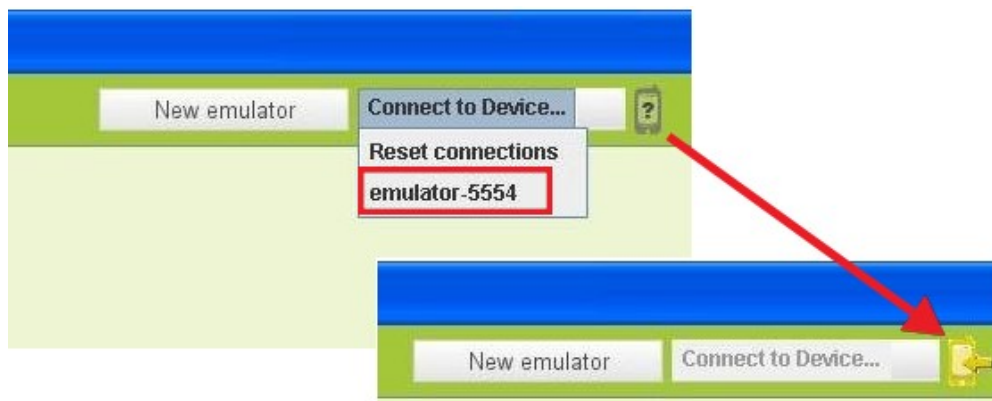 New emulator
Connect to Device...
?
Reset connections
emulator-5554
New emulator
Connect to Device...